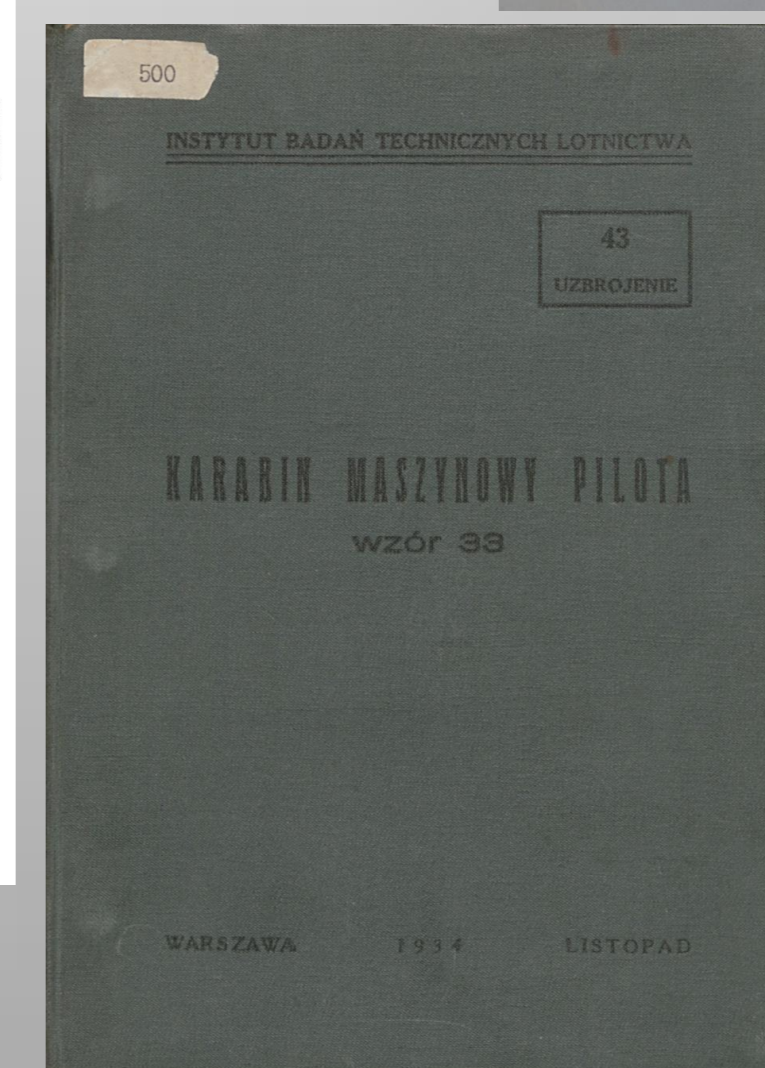 500
INSTYTUT BADAŃ TECHNICZNYCH LOTNICTWA
43
UZBROJENIE
KARABIN MASZYNOWY PILOTA
wzór 33
WARSZAWA 1934 LISTOPAD